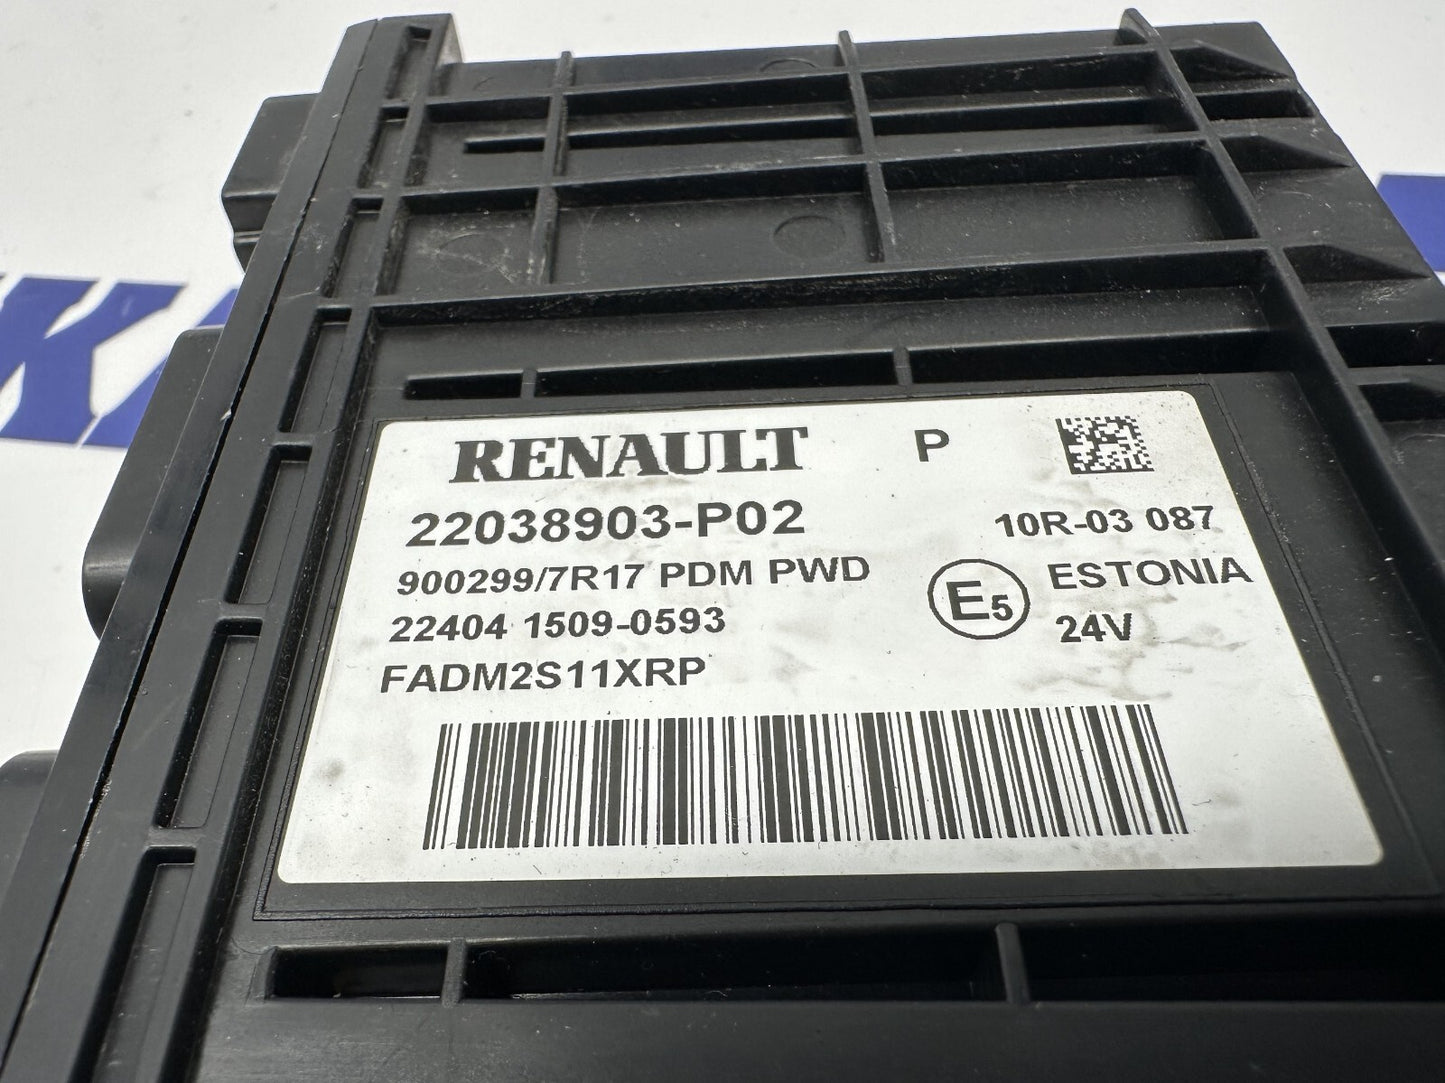 RENAULT P
22038903-P02
10R-03 087
900299/7R17 PDM PWD
E5 ESTONIA
22404 1509-0593
24V
FADM2S11XRP